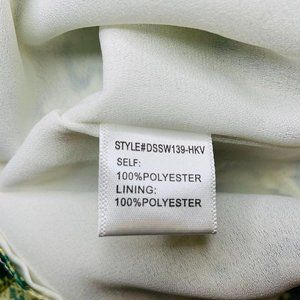 STYLE#DSSW139-HKV
SELF:
100%POLYESTER
LINING:
100%POLYESTER